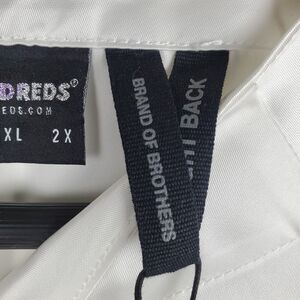 DREDS®
EDS.COM
XL 2X
BRAND OF BROTHERS
BACK